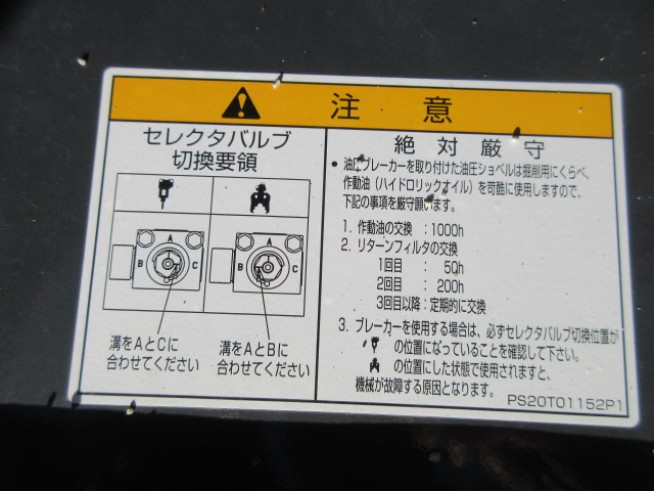 注意
セレクタバルブ
切換要領
A
B
C
A
B
C
溝をAとCに
合わせてください
溝をAとBに
合わせてください
絶対厳守
• 油圧ブレーカーを取り付けた油圧ショベルは掘削用にくらべ、
作動油（ハイドロリックオイル）を可酷に使用しますので、
下記の事項を厳守願います。
1. 作動油の交換 : 1000h
2. リターンフィルタの交換
1回目 : 50h
2回目 : 200h
3回目以降 : 定期的に交換
3. ブレーカーを使用する場合は、必ずセレクタバルブ切換位置が
の位置になっていることを確認して下さい。
の位置にした状態で使用されますと、
機械が故障する原因となります。
PS20T01152P1